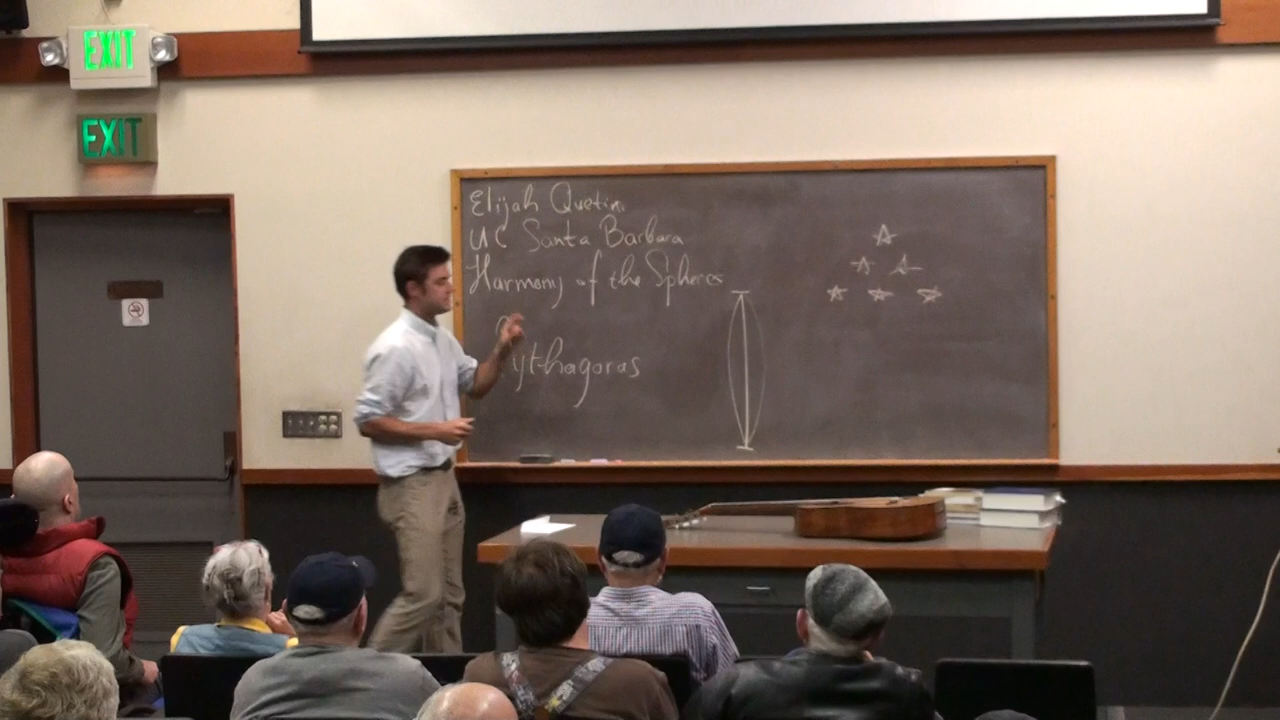 EXIT
EXIT
Elijah Quetin
UC Santa Barbara
Harmony of the Spheres
Pythagoras